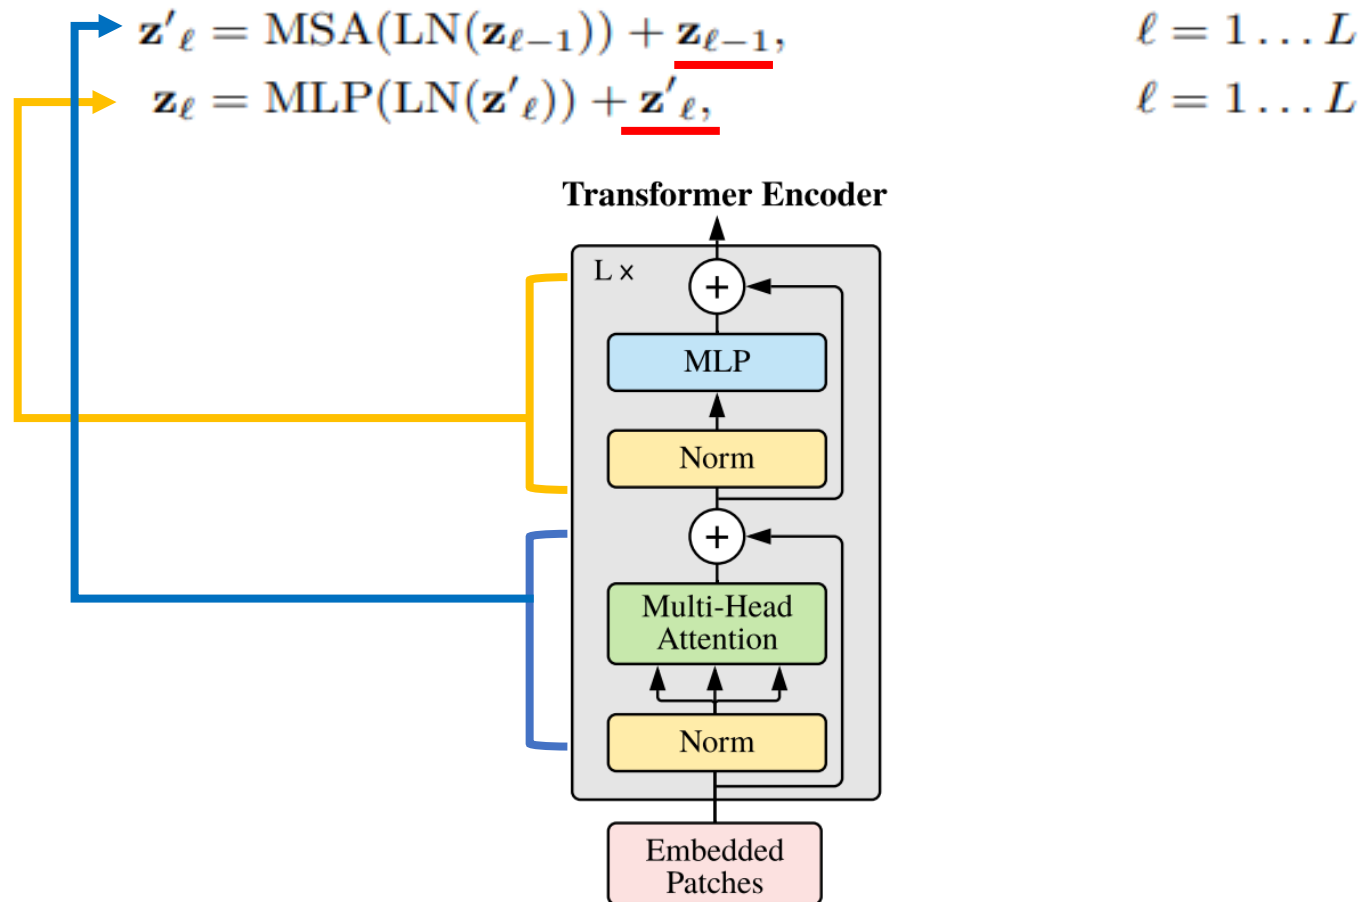 z′ℓ = MSA(LN(zℓ−1)) + zℓ−1, ℓ = 1 … L
zℓ = MLP(LN(z′ℓ)) + z′ℓ, ℓ = 1 … L
Transformer Encoder
L ×
+
MLP
Norm
+
Multi-Head
Attention
Norm
Embedded
Patches